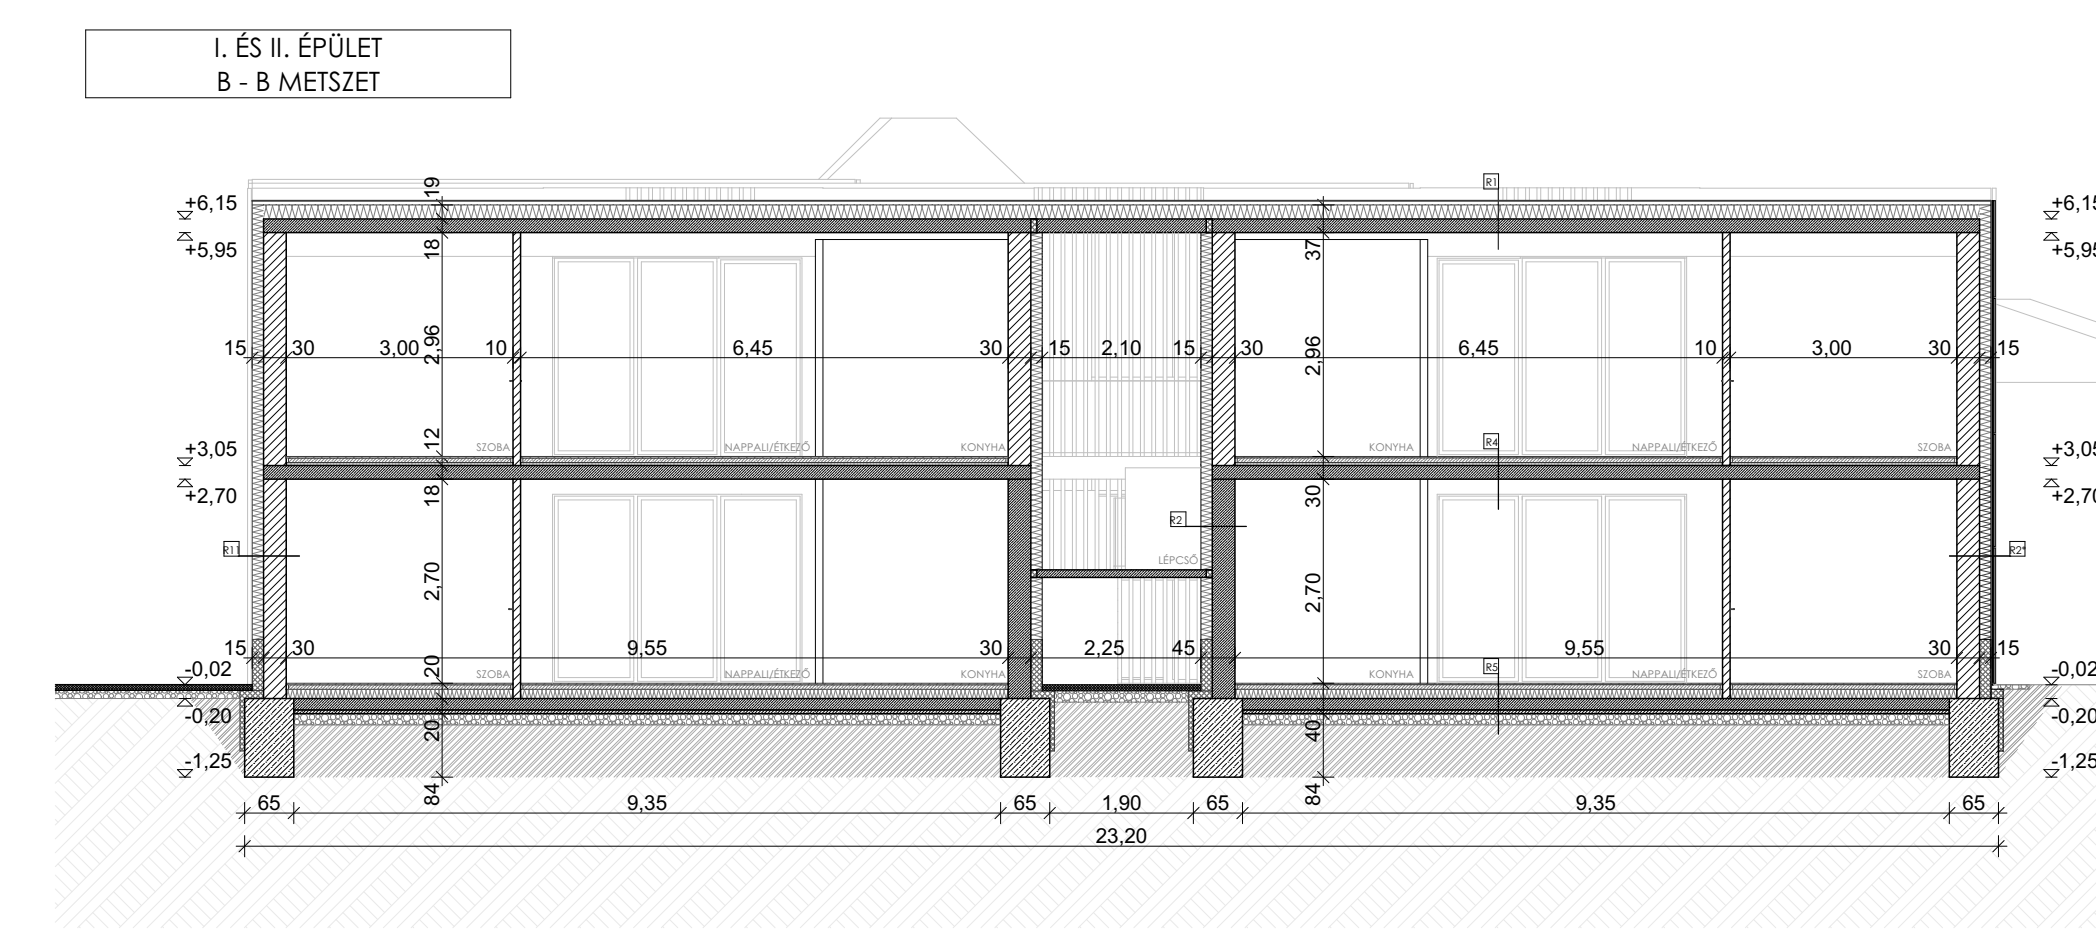 I. ÉS II. ÉPÜLET
B - B METSZET
19
R1
+6,15
+6,15
+5,95
18
37
+5,95
15 30 3,00 2,96 10 6,45 30 15 2,10 15 30 2,96 6,45 10 3,00 30 15
+3,05
12
SZOBA NAPPALI/ÉTKEZŐ KONYHA KONYHA R4 NAPPALI/ÉTKEZŐ SZOBA
+3,05
+2,70
18
30
+2,70
R2
R11
LÉPCSŐ
R2*
2,70
2,70
15 30 9,55 30 2,25 45 9,55 30 15
-0,02
20
SZOBA NAPPALI/ÉTKEZŐ KONYHA KONYHA R5 NAPPALI/ÉTKEZŐ SZOBA
-0,02
-0,20
20
40
-0,20
-1,25
-1,25
84
84
65 9,35 65 1,90 65 9,35 65
23,20